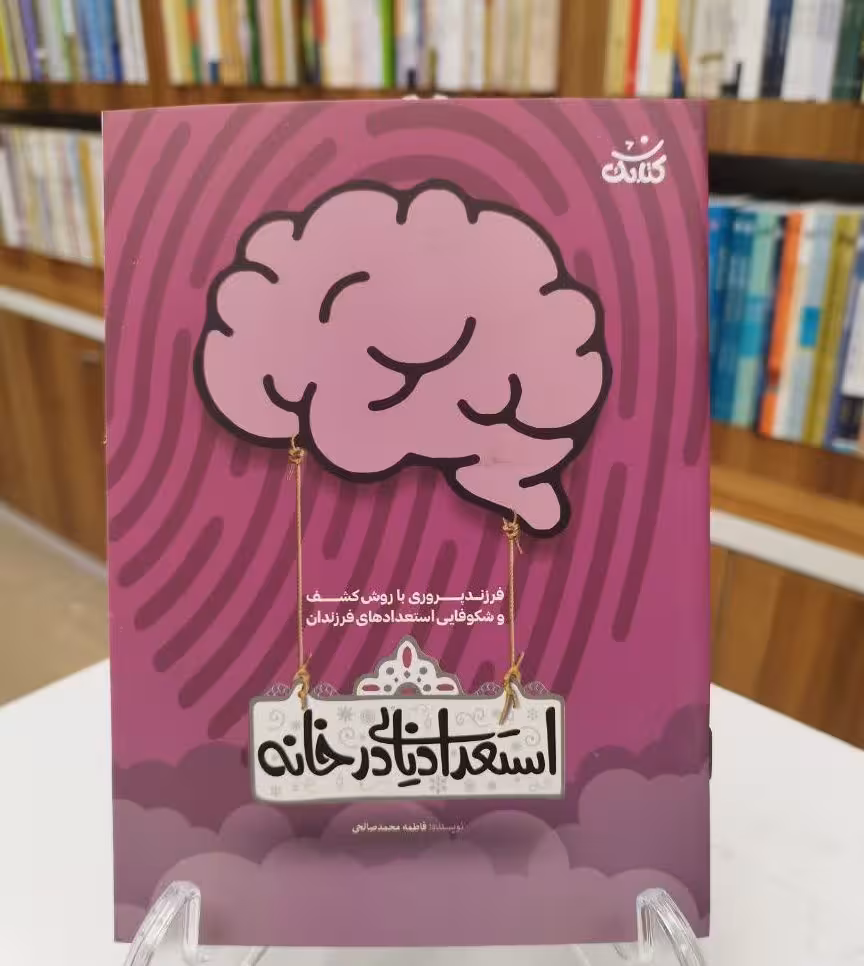 کتابک
فرزندپروری با روش کشف
و شکوفایی استعدادهای فرزندان
استعدادیابی در خانه
نویسنده: فاطمه محمدصالحی